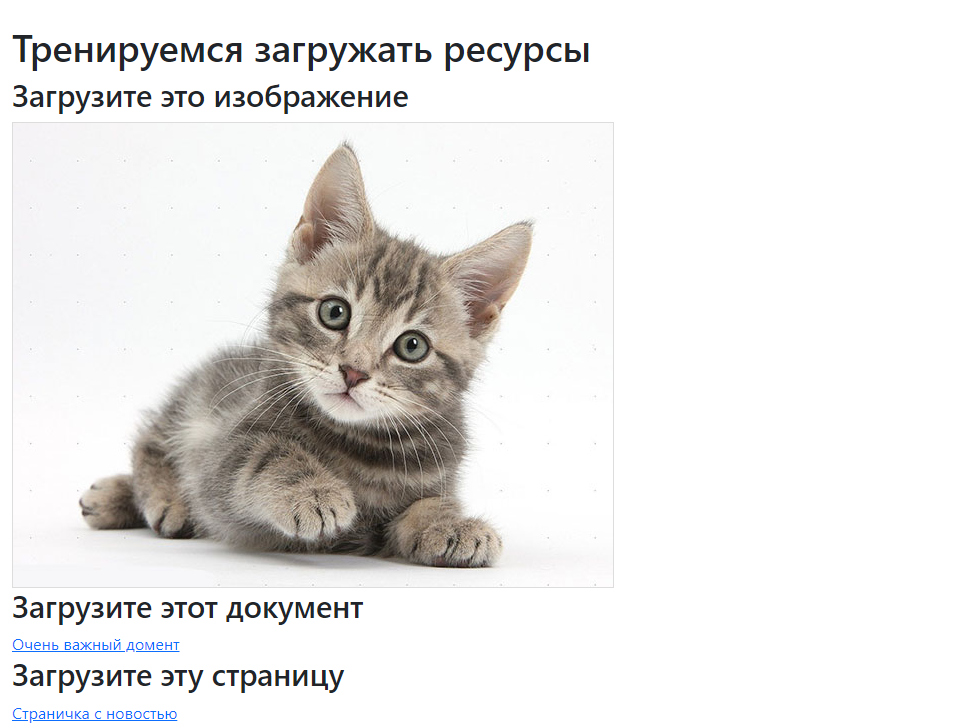 Тренируемся загружать ресурсы
Загрузите это изображение
Загрузите этот документ
Очень важный домент
Загрузите эту страницу
Страничка с новостью